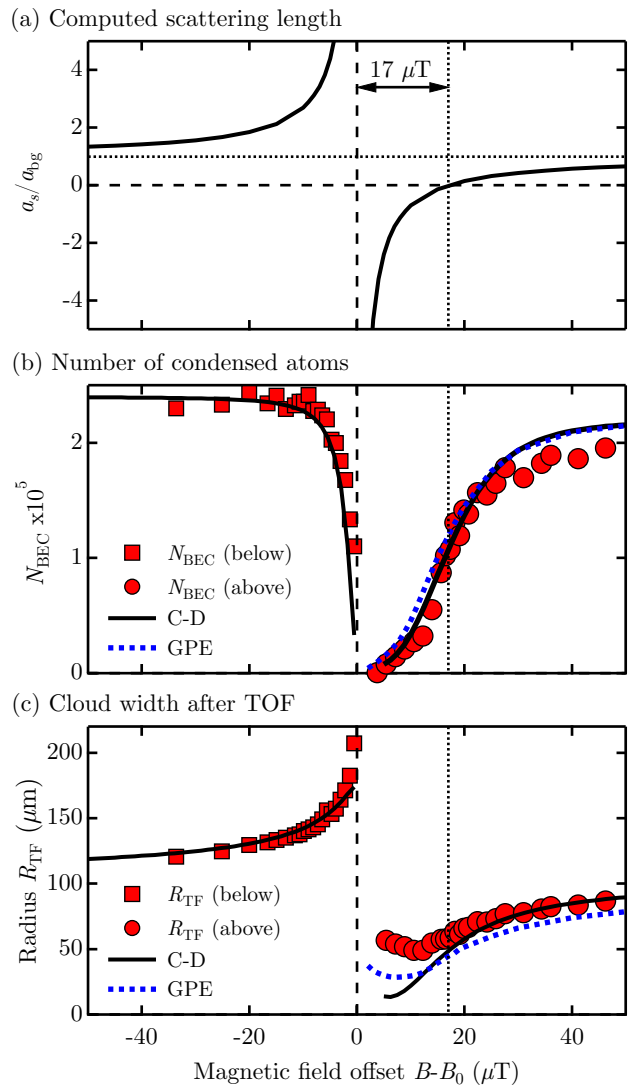 (a) Computed scattering length
17 μT
4
2
0
-2
-4
a_s/a_bg
(b) Number of condensed atoms
2
1
0
N_BEC x10^5
N_BEC (below)
N_BEC (above)
C-D
GPE
(c) Cloud width after TOF
200
150
100
50
0
Radius R_TF (μm)
R_TF (below)
R_TF (above)
C-D
GPE
-40 -20 0 20 40
Magnetic field offset B-B_0 (μT)